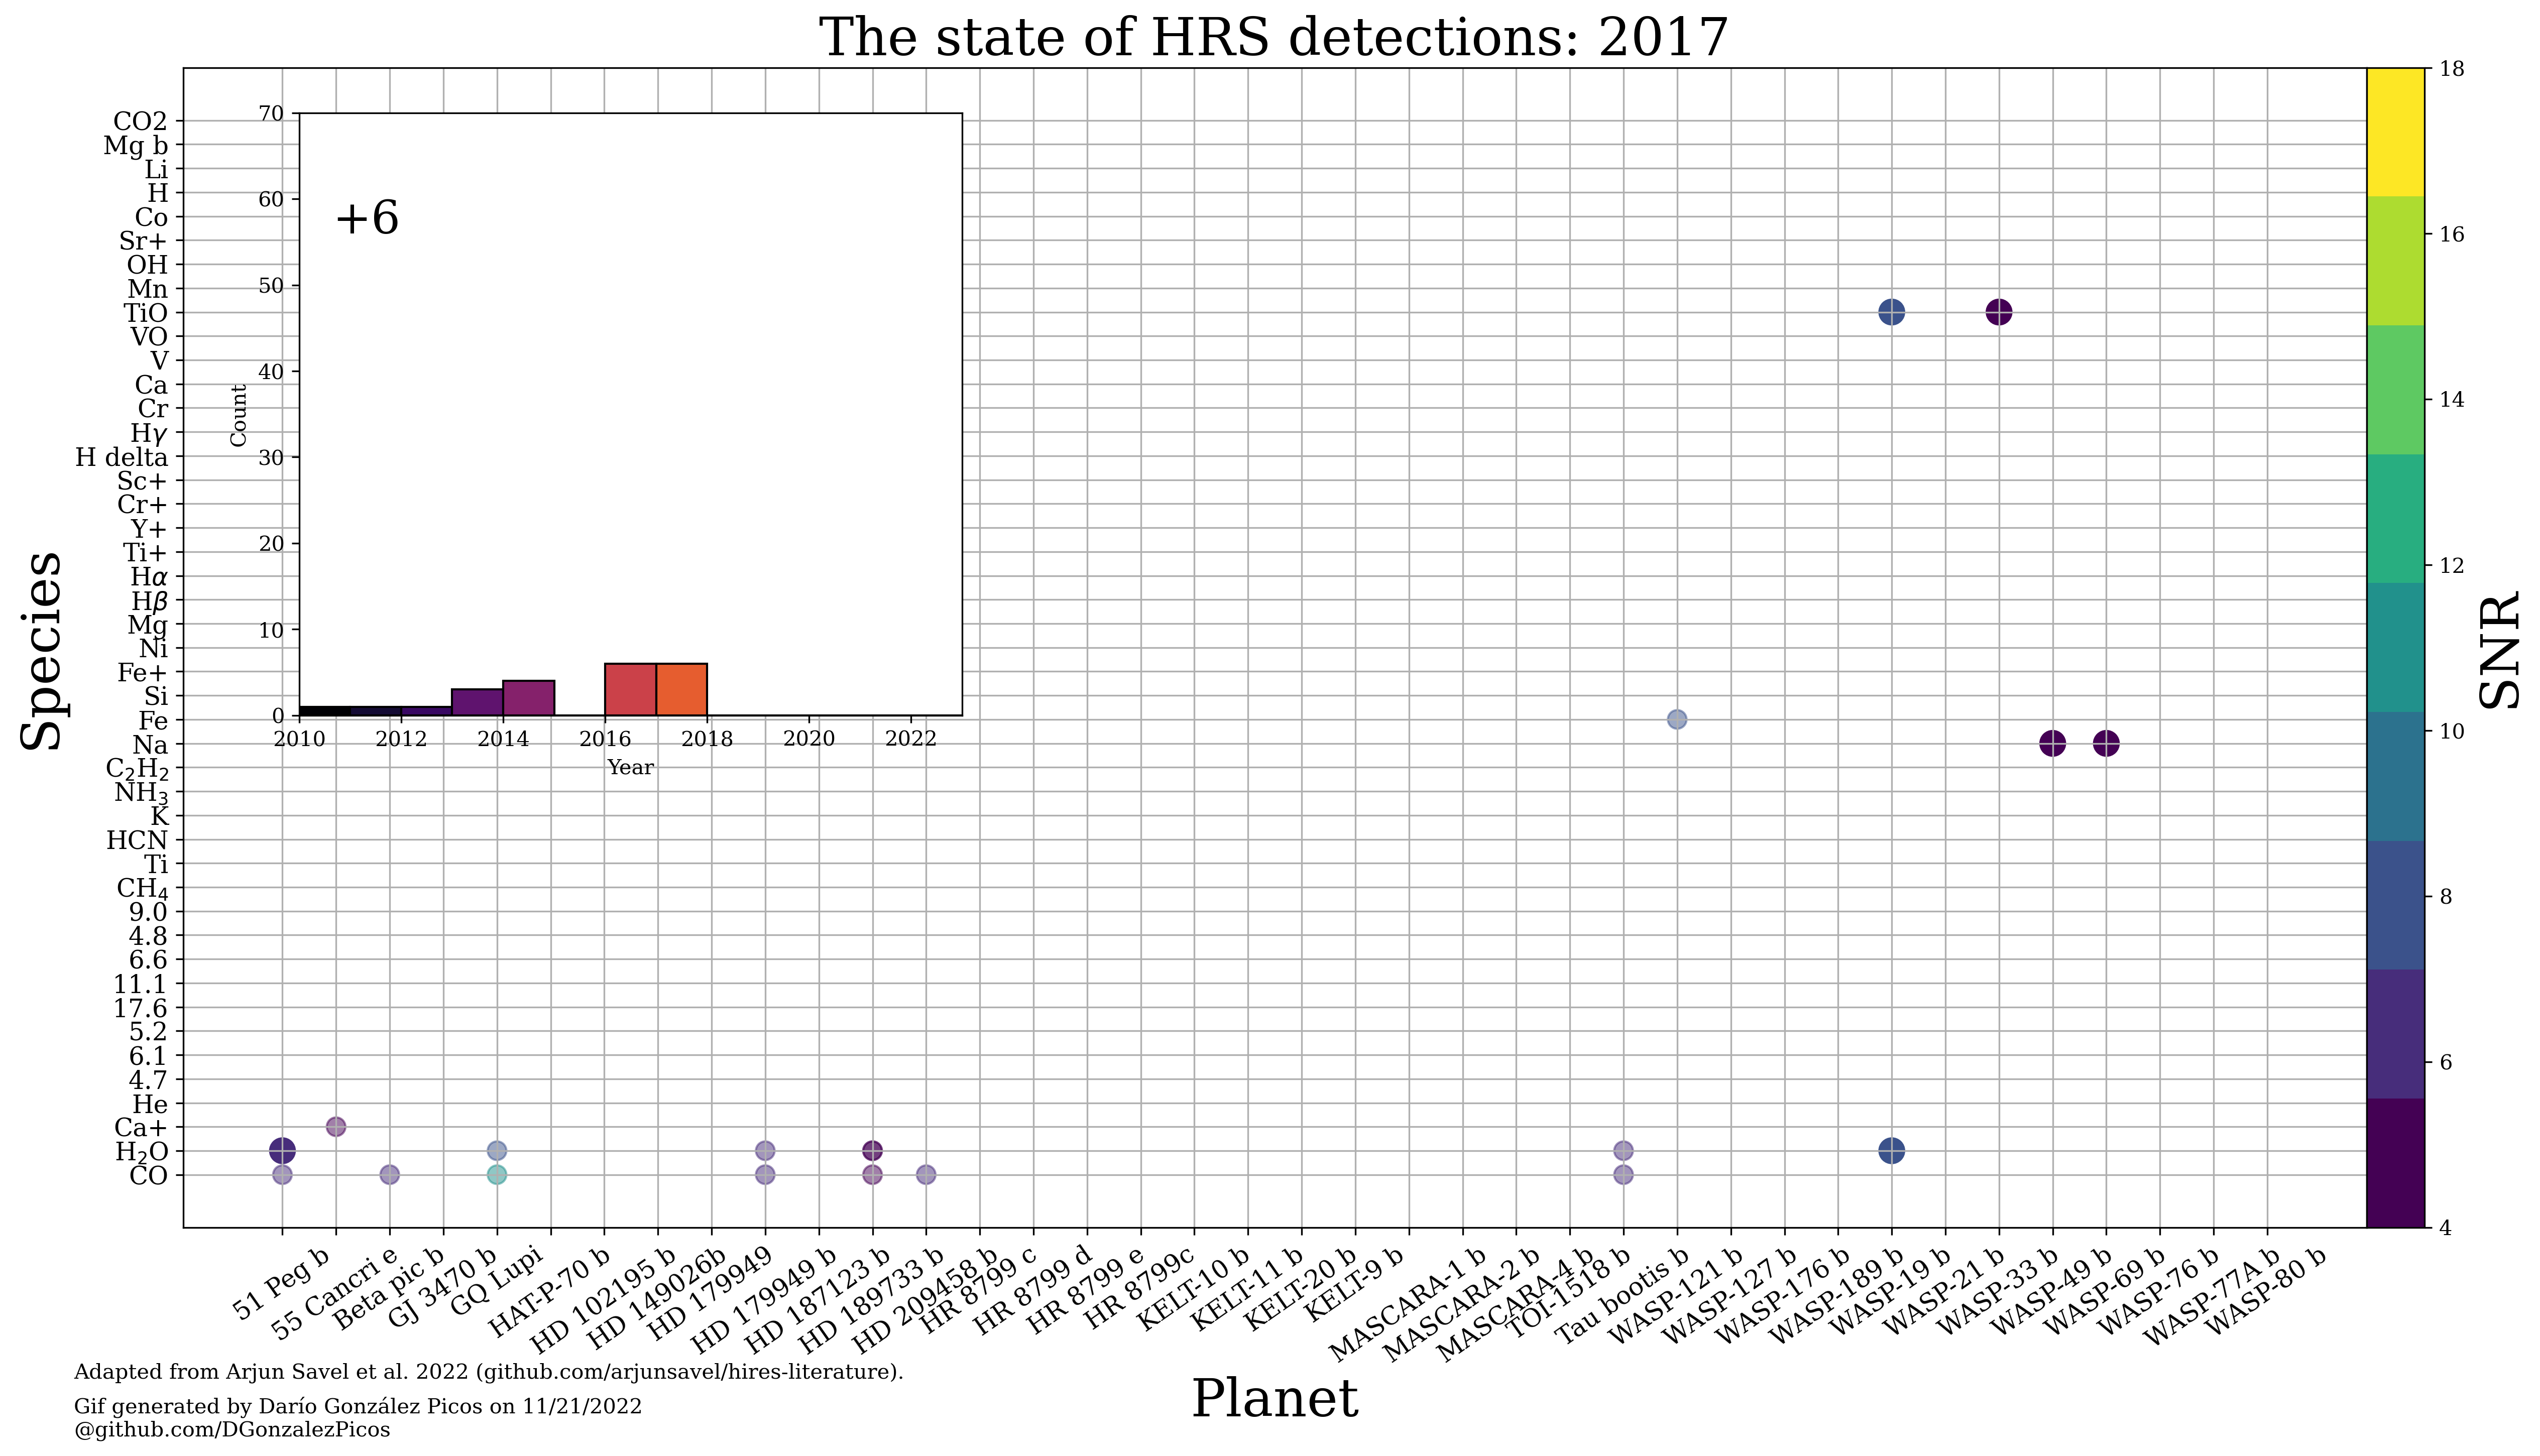 The state of HRS detections: 2017
CO2
Mg b
Li
H
Co
Sr+
OH
Mn
TiO
VO
V
Ca
Cr
Hγ
H delta
Sc+
Cr+
Y+
Ti+
Hα
Hβ
Mg
Ni
Fe+
Si
Fe
Na
C₂H₂
NH₃
K
HCN
Ti
CH₄
9.0
4.8
6.6
11.1
17.6
5.2
6.1
4.7
He
Ca+
H₂O
CO
Species
70
60
50
40
30
20
10
0
Count
+6
2010 2012 2014 2016 2018 2020 2022
Year
18
16
14
12
10
8
6
4
SNR
51 Peg b
55 Cancri e
Beta pic b
GJ 3470 b
GQ Lupi
HAT-P-70 b
HD 102195 b
HD 149026b
HD 179949
HD 179949 b
HD 187123 b
HD 189733 b
HD 209458 b
HR 8799 c
HR 8799 d
HR 8799 e
HR 8799c
KELT-10 b
KELT-11 b
KELT-20 b
KELT-9 b
MASCARA-1 b
MASCARA-2 b
MASCARA-4 b
TOI-1518 b
Tau bootis b
WASP-121 b
WASP-127 b
WASP-176 b
WASP-189 b
WASP-19 b
WASP-21 b
WASP-33 b
WASP-49 b
WASP-69 b
WASP-76 b
WASP-77A b
WASP-80 b
Planet
Adapted from Arjun Savel et al. 2022 (github.com/arjunsavel/hires-literature).
Gif generated by Darío González Picos on 11/21/2022
@github.com/DGonzalezPicos